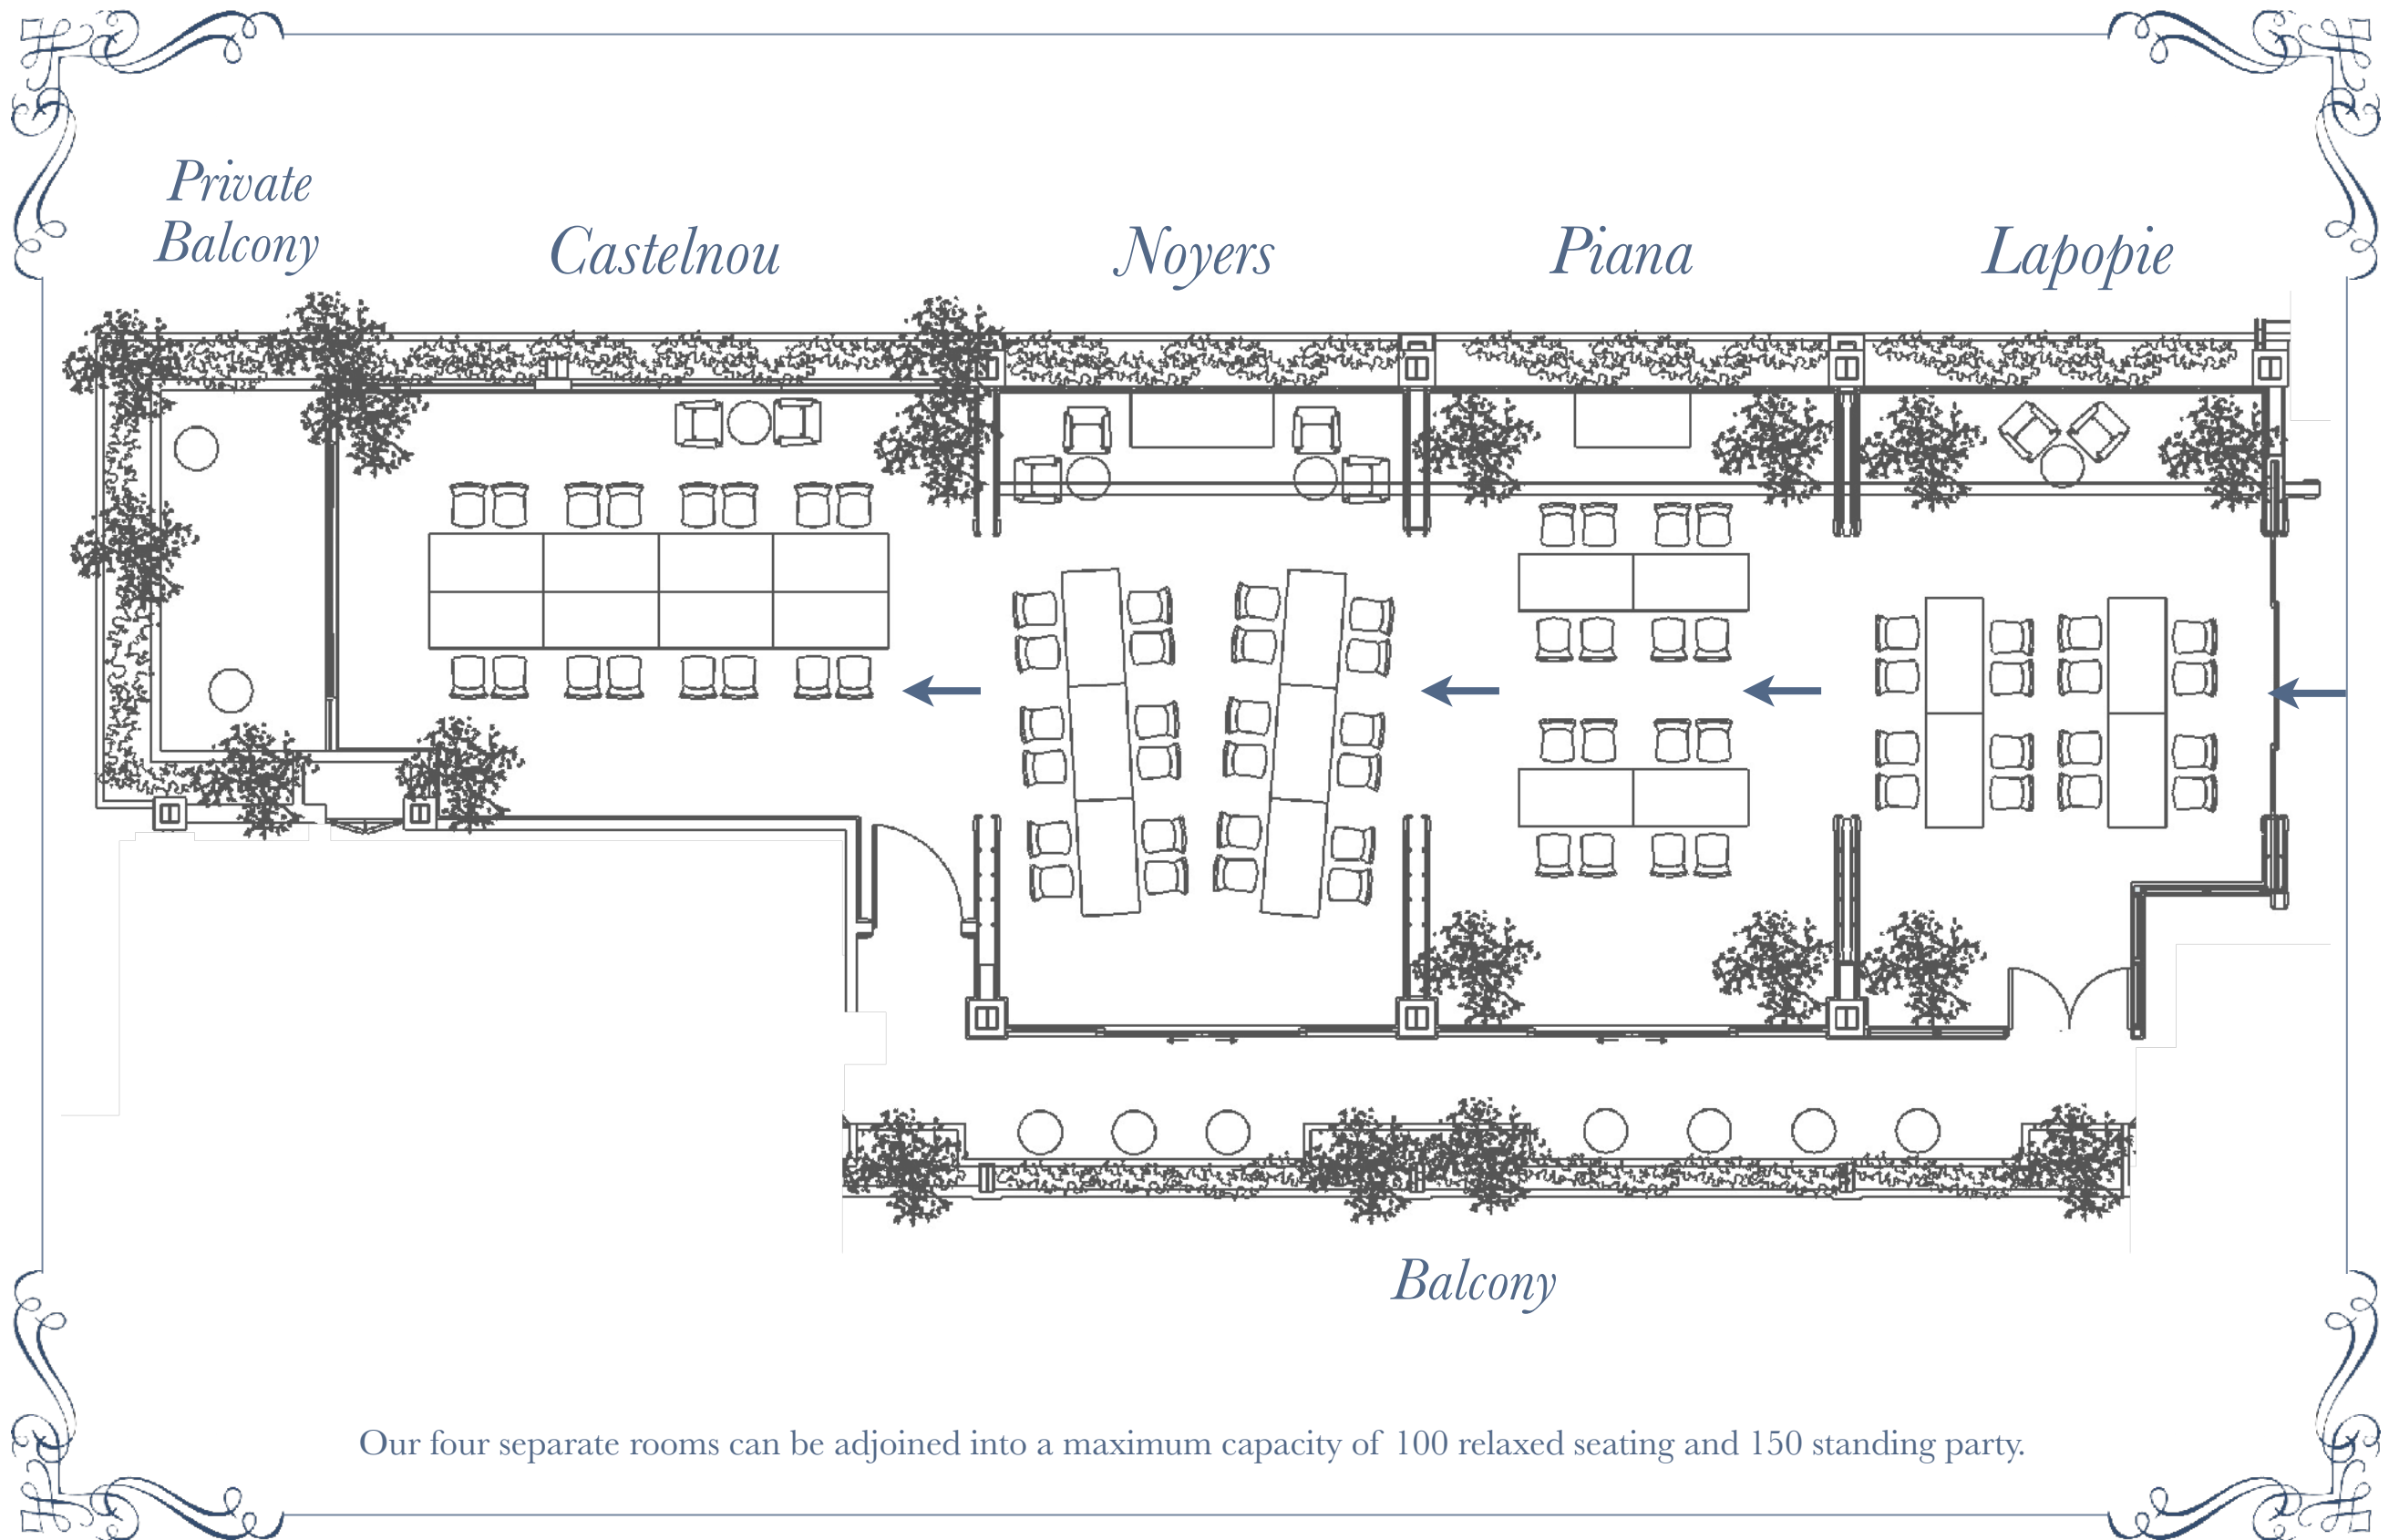 Private
Balcony
Castelnou
Noyers
Piana
Lapopie
Balcony
Our four separate rooms can be adjoined into a maximum capacity of 100 relaxed seating and 150 standing party.